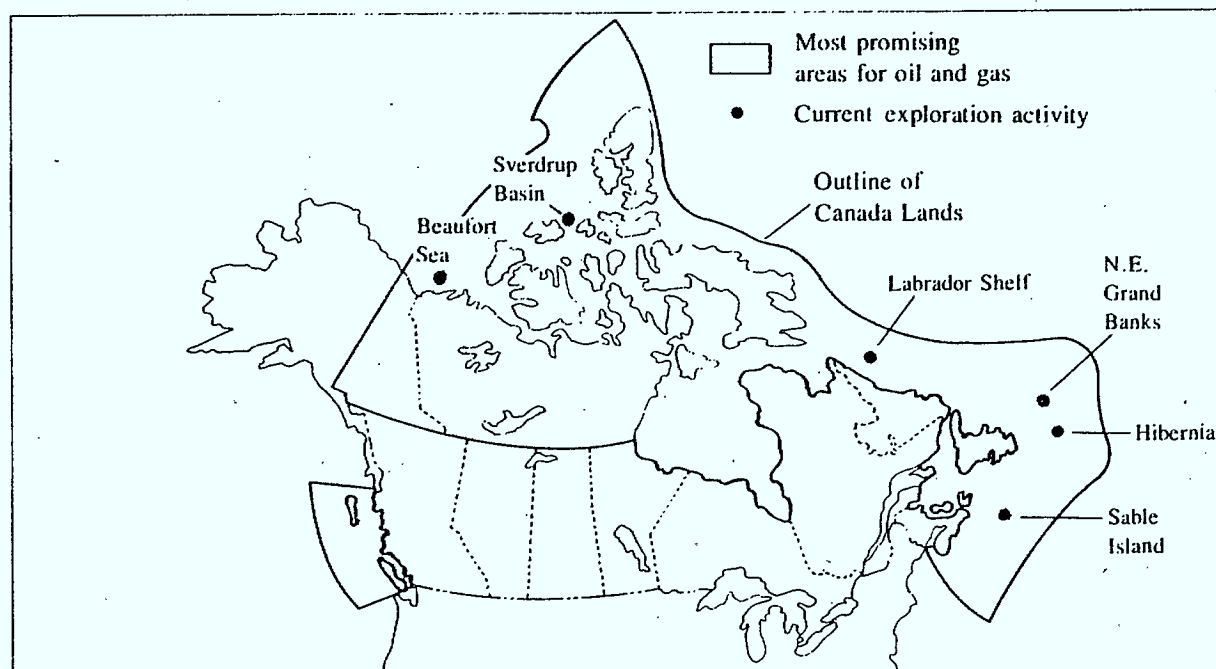 Most promising
areas for oil and gas
Current exploration activity
Sverdrup
Basin
Beaufort
Sea
Outline of
Canada Lands
Labrador Shelf
N.E.
Grand
Banks
Hibernia
Sable
Island